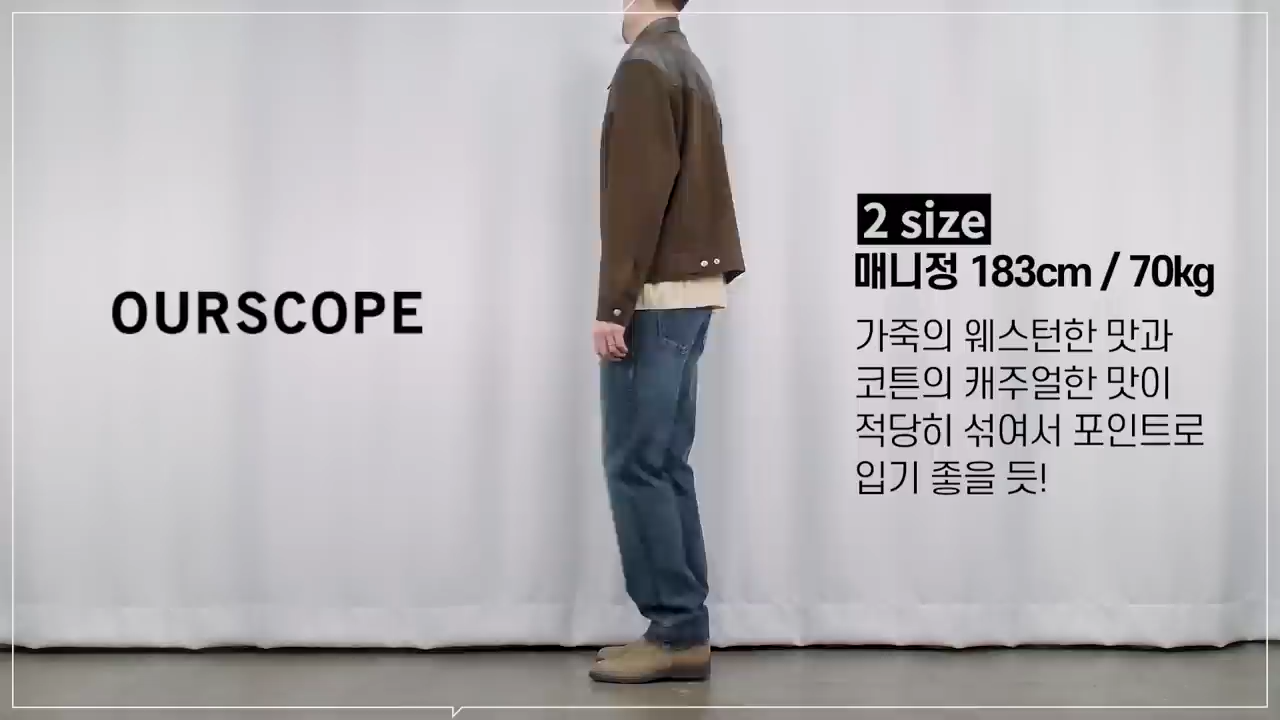 OURSCOPE
2 size
매니정 183cm / 70kg
가죽의 웨스턴한 맛과
코튼의 캐주얼한 맛이
적당히 섞여서 포인트로
입기 좋을 듯!